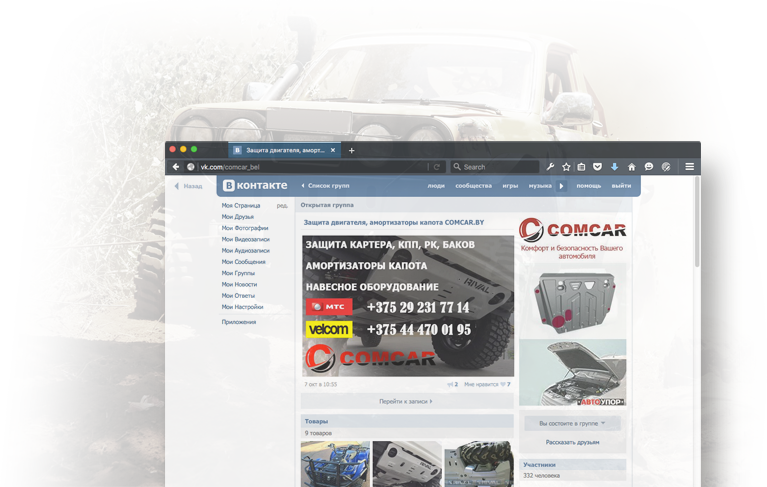 Защита двигателя, аморт...
vk.com/comcar_bel
Search
Назад
В контакте
Список групп
люди сообщества игры музыка помощь выйти
Моя Страница ред.
Мои Друзья
Мои Фотографии
Мои Видеозаписи
Мои Аудиозаписи
Мои Сообщения
Мои Группы
Мои Новости
Мои Ответы
Мои Настройки
Приложения
Открытая группа
Защита двигателя, амортизаторы капота COMCAR.BY
ЗАЩИТА КАРТЕРА, КПП, РК, БАКОВ
АМОРТИЗАТОРЫ КАПОТА
НАВЕСНОЕ ОБОРУДОВАНИЕ
МТС +375 29 231 77 14
velcom +375 44 470 01 95
COMCAR
RIVAL
7 окт в 10:55
2 Мне нравится 7
Перейти к записи
Товары
9 товаров
RIVAL
COMCAR
Комфорт и безопасность Вашего
автомобиля
АВТОУПОР
Вы состоите в группе
Рассказать друзьям
Участники
332 человека